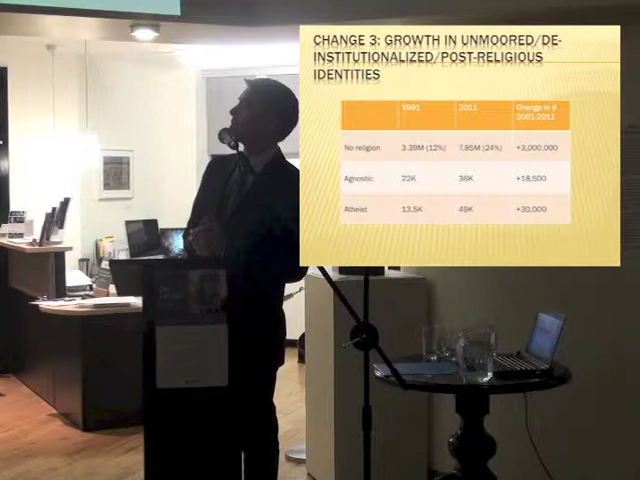 CHANGE 3: GROWTH IN UNMOORED/DE-
INSTITUTIONALIZED/POST-RELIGIOUS
IDENTITIES
1991 2011 Change in #
2001-2011
No religion 3.39M (12%) 7.85M (24%) +3,000,000
Agnostic 22K 36K +18,500
Atheist 13.5K 49K +30,000